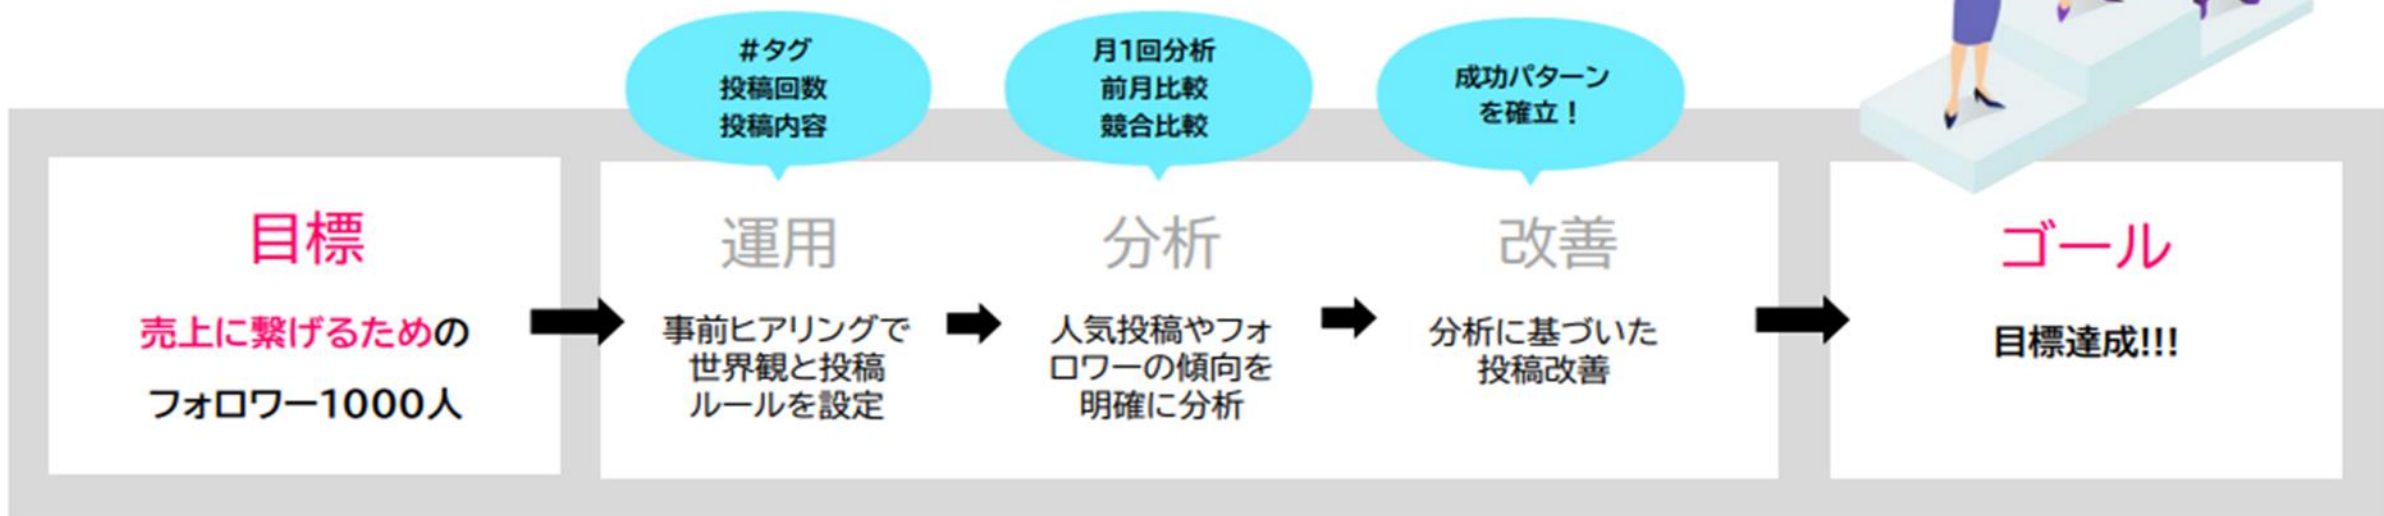 #タグ
投稿回数
投稿内容
月1回分析
前月比較
競合比較
成功パターン
を確立！
目標
売上に繋げるための
フォロワー1000人
運用
事前ヒアリングで
世界観と投稿
ルールを設定
分析
人気投稿やフォ
ロワーの傾向を
明確に分析
改善
分析に基づいた
投稿改善
ゴール
目標達成!!!